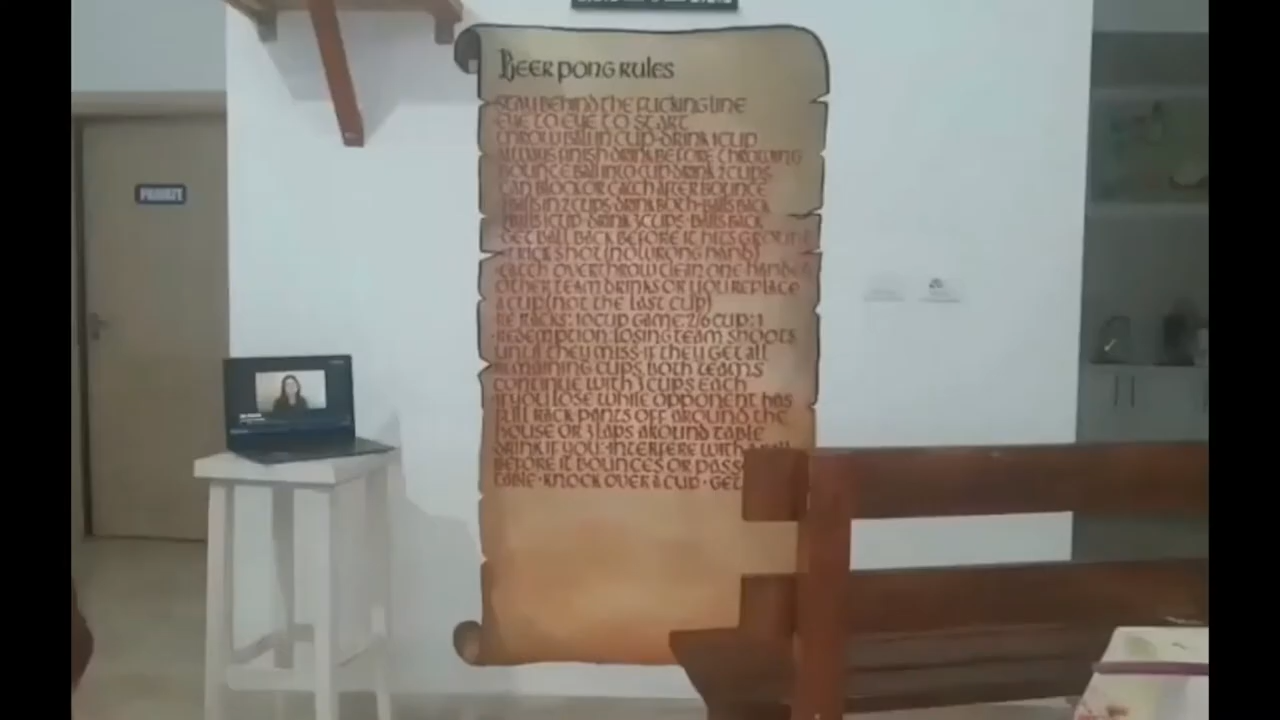 Beer pong rules
Stay behind the fucking line
Eye to eye to start
Throw ball in cup-drink 1 cup
Always finish drink before throwing
Bounce ball into cup-drink 2 cups
Can block or catch after bounce
Balls in 2 cups-drink both-balls back
Balls 1 cup-drink 3 cups-balls back
Get ball back before it hits ground
Trick shot (no wrong hand)
Catch overthrow clean one handed
other team drinks or you replace
a cup (not the last cup)
Re racks: 10 cup game: 2/6 cup: 1
Redemption: losing team shoots
until they miss-if they get all
remaining cups, both teams
continue with 3 cups each
If you lose while opponent has
full rack pants off around the
house or 3 laps around table
Drink if you: interfere with
before it bounces or pass
table · knock over a cup · get
PRIVATE